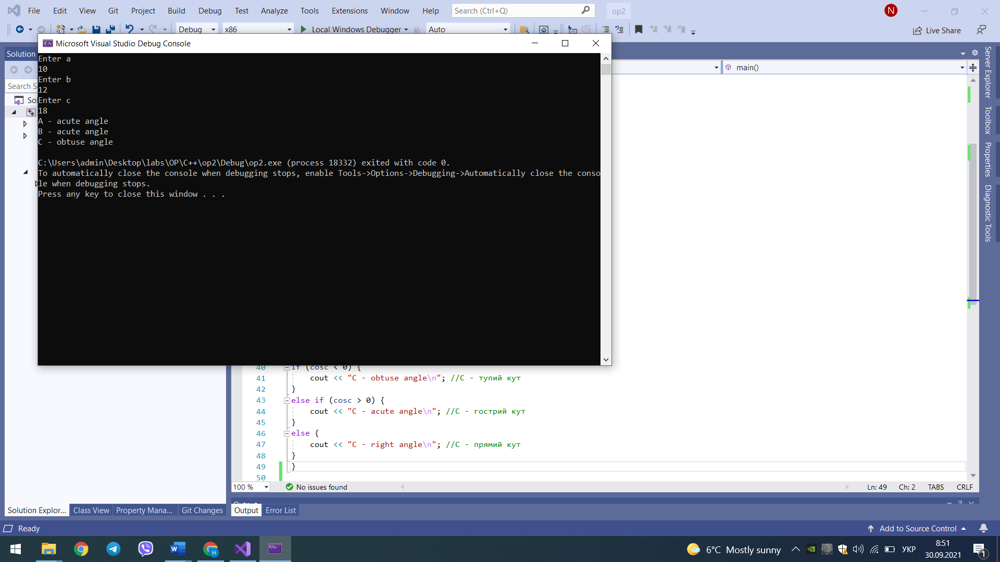 File Edit View Git Project Build Debug Test Analyze Tools Extensions Window Help Search (Ctrl+Q) op2 N
Debug x86 Local Windows Debugger Auto Live Share
Microsoft Visual Studio Debug Console
Solution
Search S
So
main()
Server Explorer
Toolbox
Properties
Diagnostic Tools
Enter a
10
Enter b
12
Enter c
18
A - acute angle
B - acute angle
C - obtuse angle
C:\Users\admin\Desktop\labs\OP\C++\op2\Debug\op2.exe (process 18332) exited with code 0.
To automatically close the console when debugging stops, enable Tools->Options->Debugging->Automatically close the conso
le when debugging stops.
Press any key to close this window . . .
40 if (cosc < 0) {
41 cout << "C - obtuse angle\n"; //C - тупий кут
42 }
43 else if (cosc > 0) {
44 cout << "C - acute angle\n"; //C - гострий кут
45 }
46 else {
47 cout << "C - right angle\n"; //C - прямий кут
48 }
49 }
50
100 % No issues found Ln: 49 Ch: 2 TABS CRLF
Output
Solution Explor... Class View Property Mana... Git Changes Output Error List
Ready Add to Source Control
6°C Mostly sunny УКР 8:51
30.09.2021 1